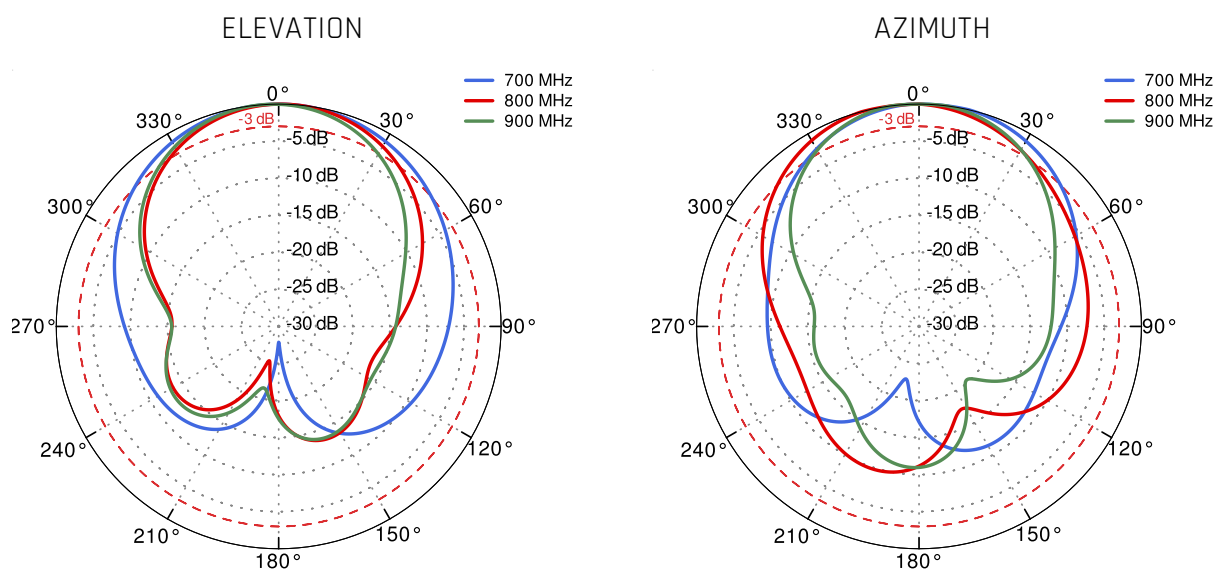 ELEVATION
700 MHz
800 MHz
900 MHz
0°
30°
60°
90°
120°
150°
180°
210°
240°
270°
300°
330°
-3 dB
-5 dB
-10 dB
-15 dB
-20 dB
-25 dB
-30 dB
AZIMUTH
700 MHz
800 MHz
900 MHz
0°
30°
60°
90°
120°
150°
180°
210°
240°
270°
300°
330°
-3 dB
-5 dB
-10 dB
-15 dB
-20 dB
-25 dB
-30 dB